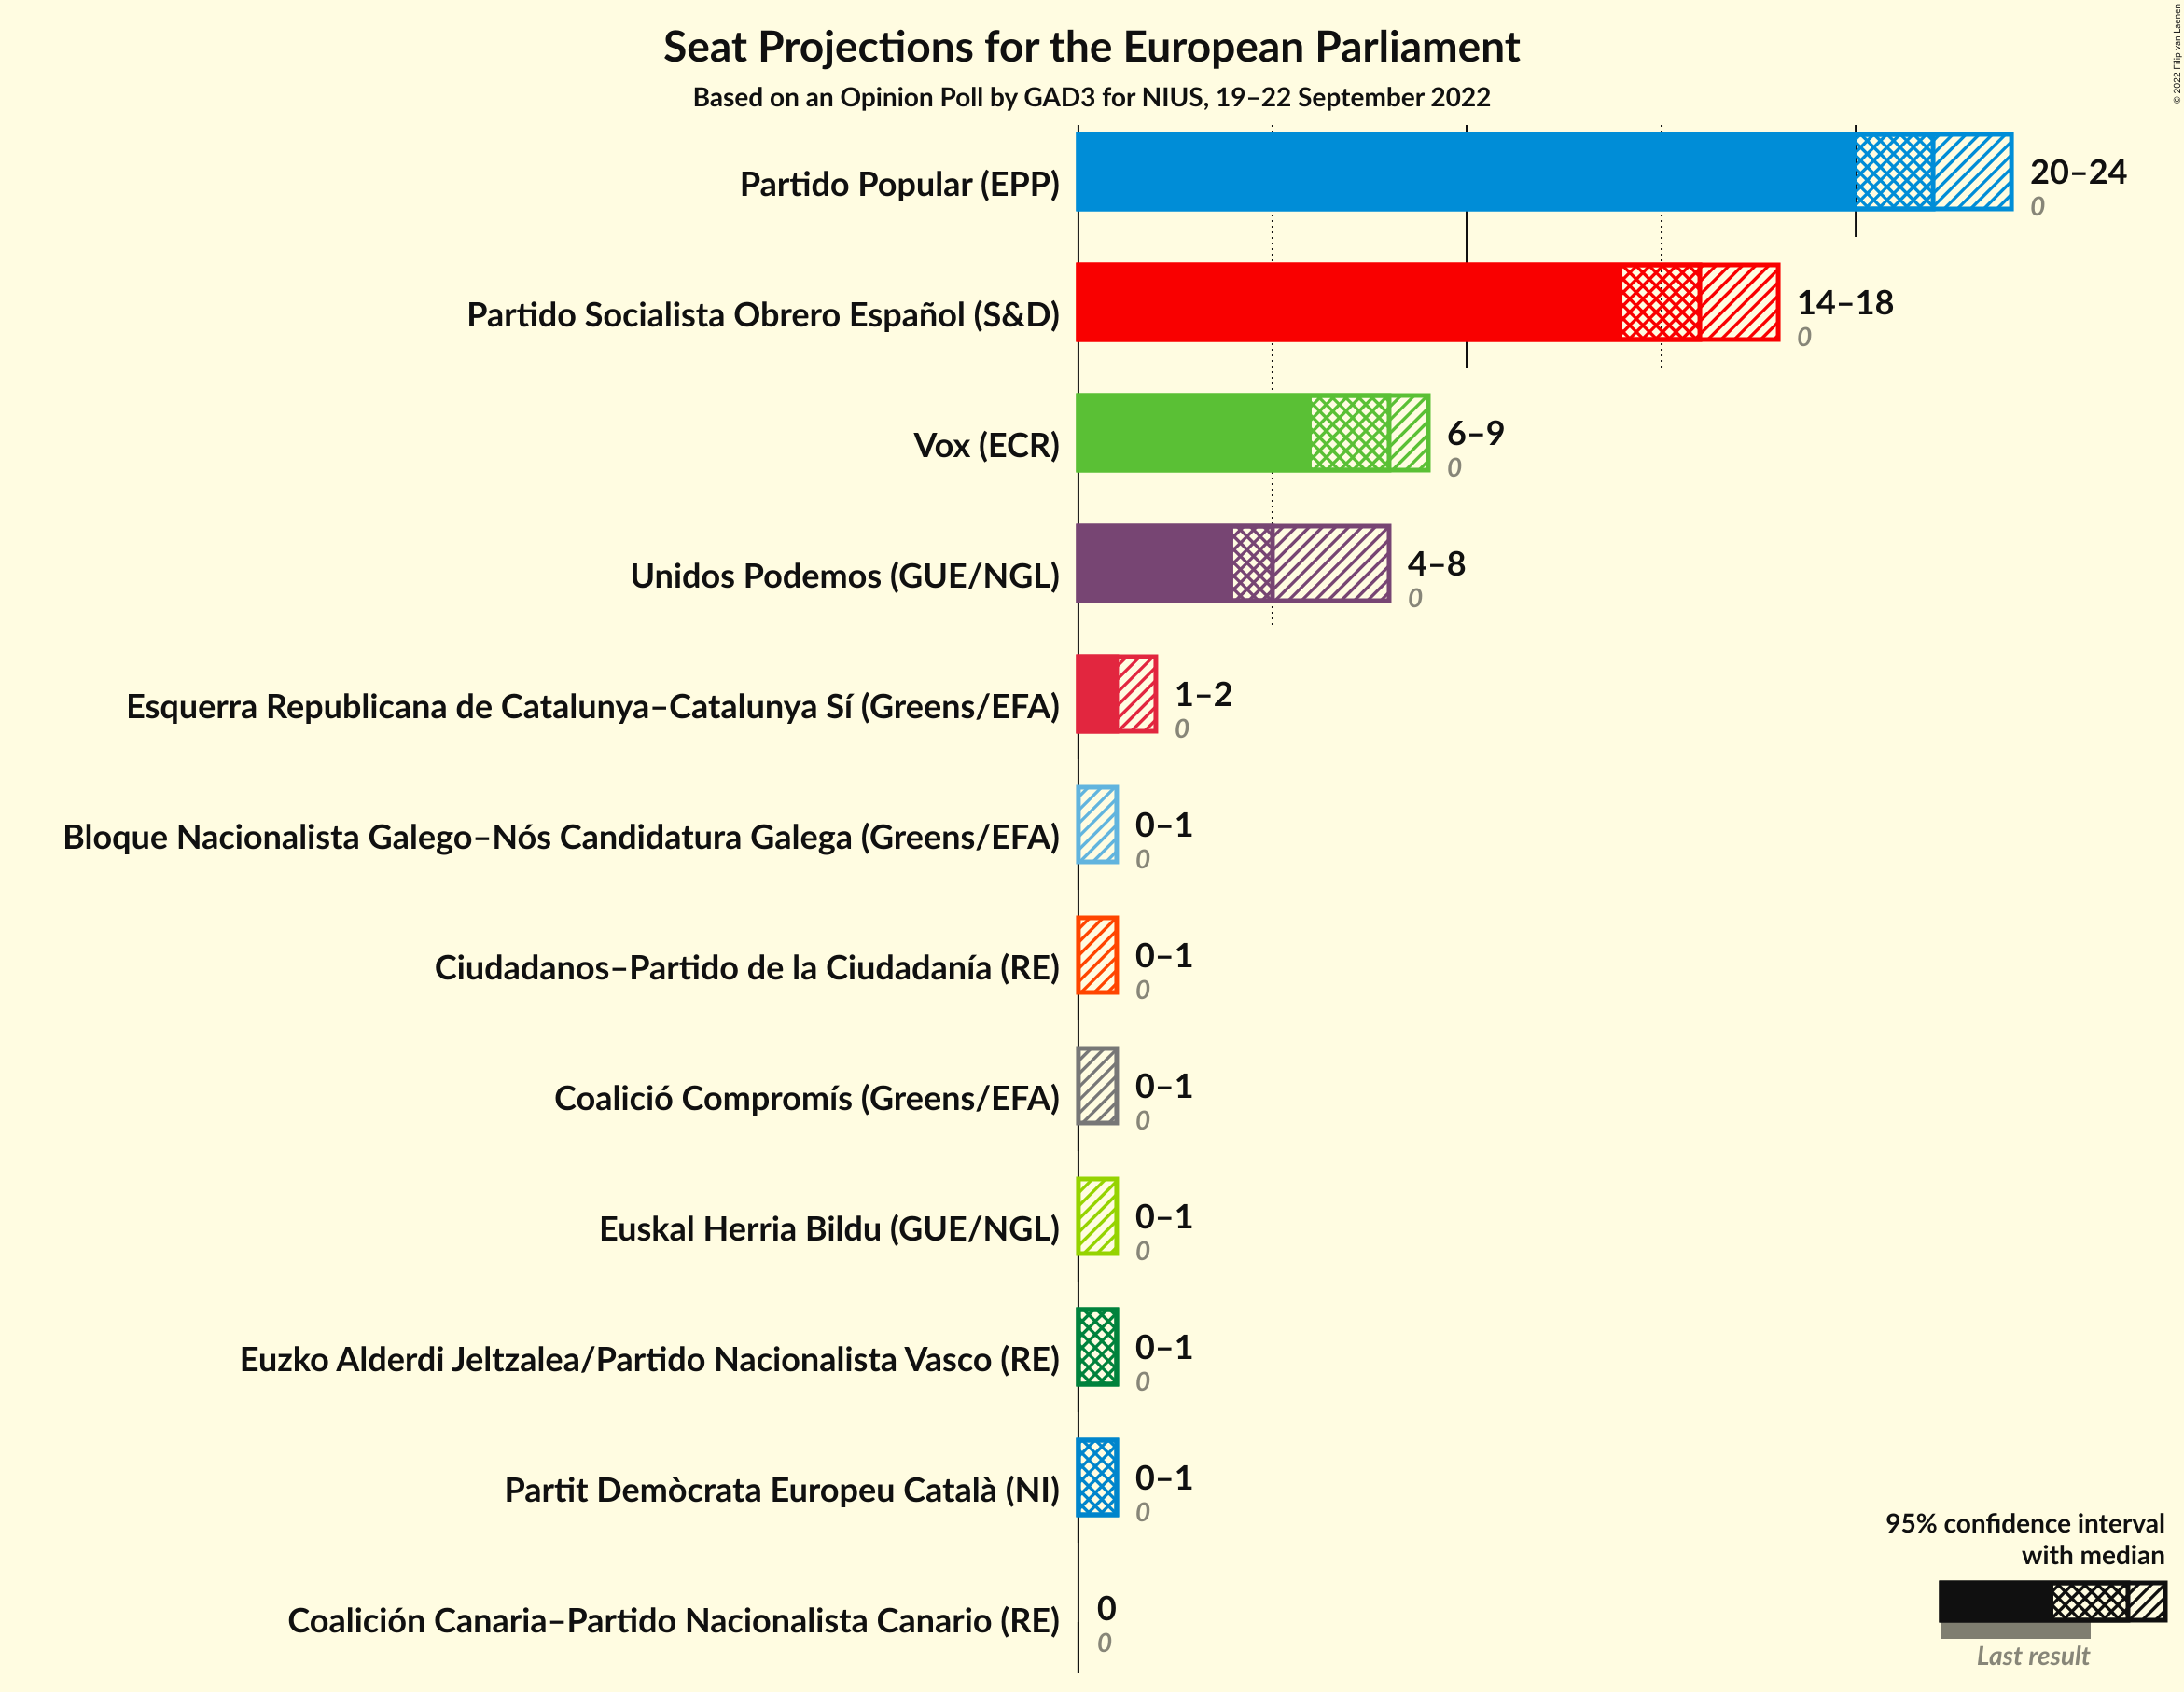 Seat Projections for the European Parliament
Based on an Opinion Poll by GAD3 for NIUS, 19–22 September 2022
© 2022 Filip van Laenen
Partido Popular (EPP)
20–24
0
Partido Socialista Obrero Español (S&D)
14–18
0
Vox (ECR)
6–9
0
Unidos Podemos (GUE/NGL)
4–8
0
Esquerra Republicana de Catalunya–Catalunya Sí (Greens/EFA)
1–2
0
Bloque Nacionalista Galego–Nós Candidatura Galega (Greens/EFA)
0–1
0
Ciudadanos–Partido de la Ciudadanía (RE)
0–1
0
Coalició Compromís (Greens/EFA)
0–1
0
Euskal Herria Bildu (GUE/NGL)
0–1
0
Euzko Alderdi Jeltzalea/Partido Nacionalista Vasco (RE)
0–1
0
Partit Demòcrata Europeu Català (NI)
0–1
0
Coalición Canaria–Partido Nacionalista Canario (RE)
0
0
95% confidence interval
with median
Last result